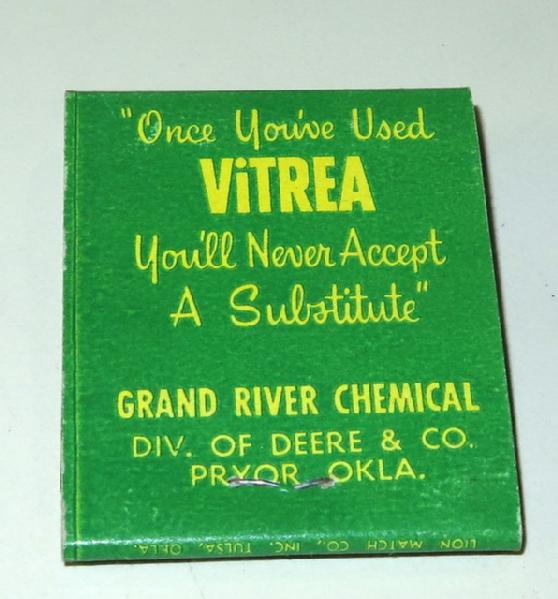 "Once You've Used
ViTREA
You'll Never Accept
A Substitute"
GRAND RIVER CHEMICAL
DIV. OF DEERE & CO.
PRYOR, OKLA.
LION MATCH CO., INC. TULSA, OKLA.